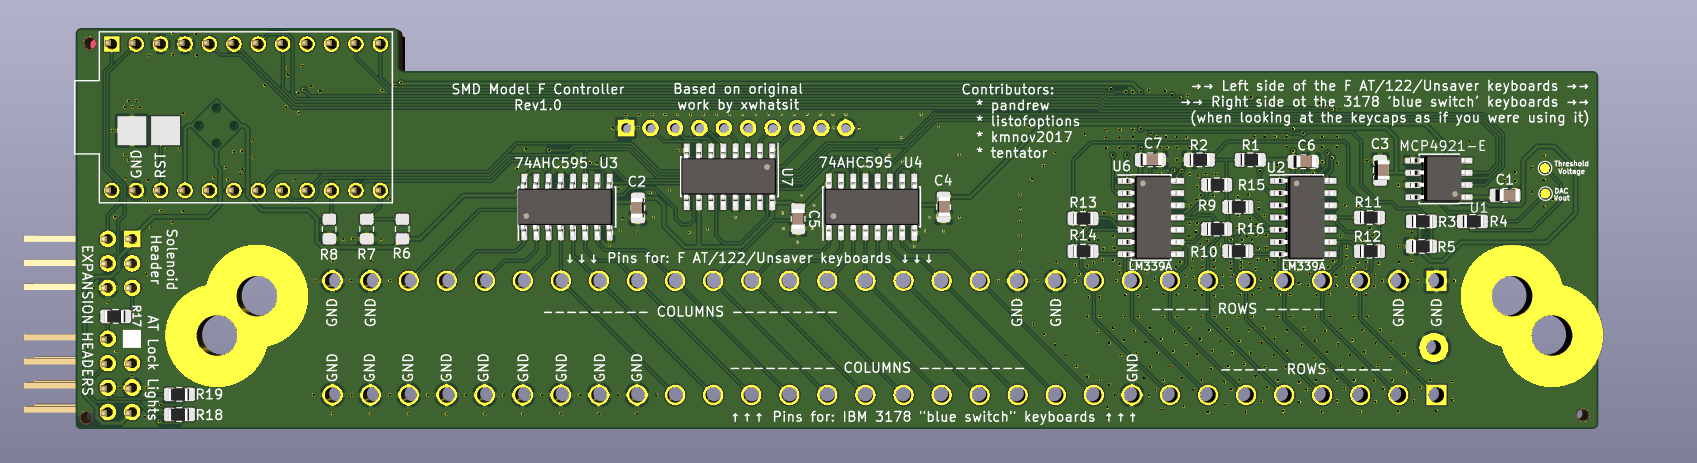 SMD Model F Controller
Rev1.0
Based on original
work by xwhatsit
Contributors:
* pandrew
* listofoptions
* kmnov2017
* tentator
→→ Left side of the F AT/122/Unsaver keyboards →→
→→ Right side ot the 3178 'blue switch' keyboards →→
(when looking at the keycaps as if you were using it)
GND
RST
74AHC595 U3
C2
U7
C5
74AHC595 U4
C4
C7
R2
R1
C6
C3
MCP4921-E
U6
U2
R15
R9
R16
R10
R13
R14
LM339A
LM339A
R11
R12
C1
U1
R3
R4
R5
Threshold
Voltage
DAC
Vout
R8
R7
R6
Solenoid
Header
EXPANSION HEADERS
R17
AT Lock Lights
R19
R18
↓↓↓ Pins for: F AT/122/Unsaver keyboards ↓↓↓
GND
GND
--------- COLUMNS ---------
GND
GND
----- ROWS -----
GND
GND
GND
GND
GND
GND
GND
GND
GND
GND
GND
--------- COLUMNS ---------
GND
----- ROWS -----
↑↑↑ Pins for: IBM 3178 "blue switch" keyboards ↑↑↑